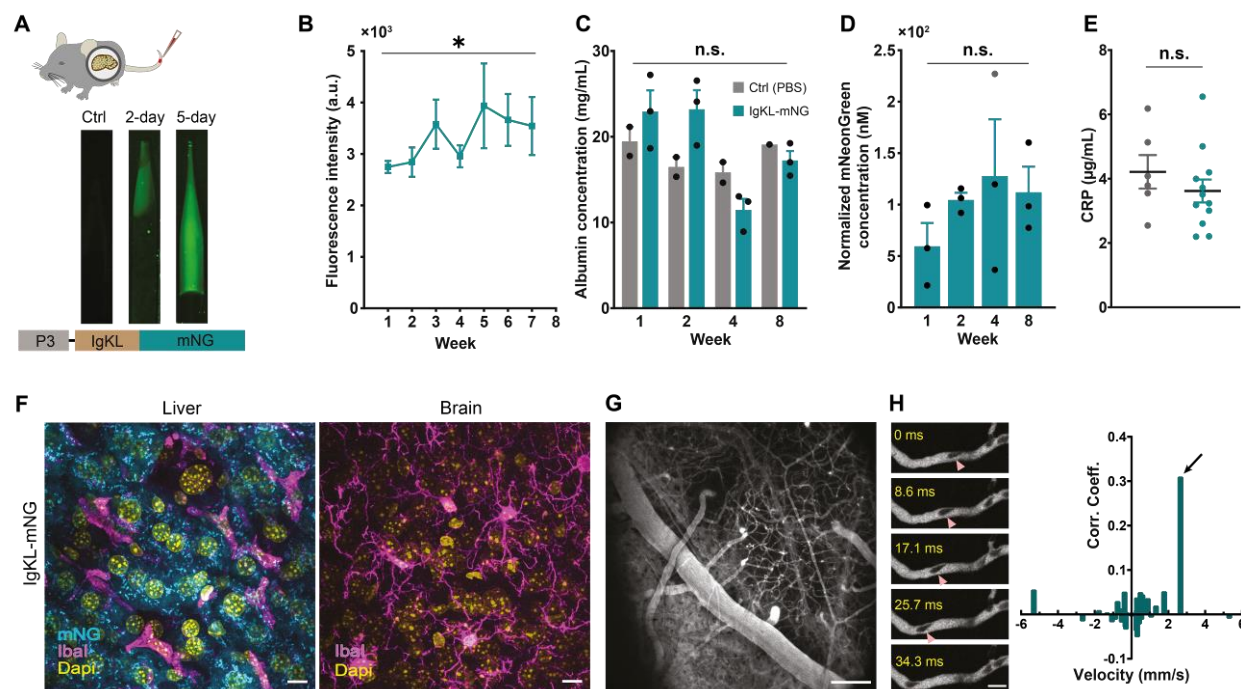 A
Ctrl
2-day
5-day
P3
IgKL
mNG
B
×10³
Fluorescence intensity (a.u.)
5
4
3
2
1
0
*
1
2
3
4
5
6
7
8
Week
C
Albumin concentration (mg/mL)
30
20
10
0
n.s.
Ctrl (PBS)
IgKL-mNG
1
2
4
8
Week
D
×10²
Normalized mNeonGreen
concentration (nM)
2.5
2.0
1.5
1.0
0.5
0
n.s.
1
2
4
8
Week
E
CRP (µg/mL)
8
6
4
2
0
n.s.
F
Liver
Brain
IgKL-mNG
mNG
Ibal
Dapi
Ibal
Dapi
G
H
0 ms
8.6 ms
17.1 ms
25.7 ms
34.3 ms
Corr. Coeff.
0.4
0.3
0.2
0.1
-0.1
-6
-4
-2
0
2
4
6
Velocity (mm/s)